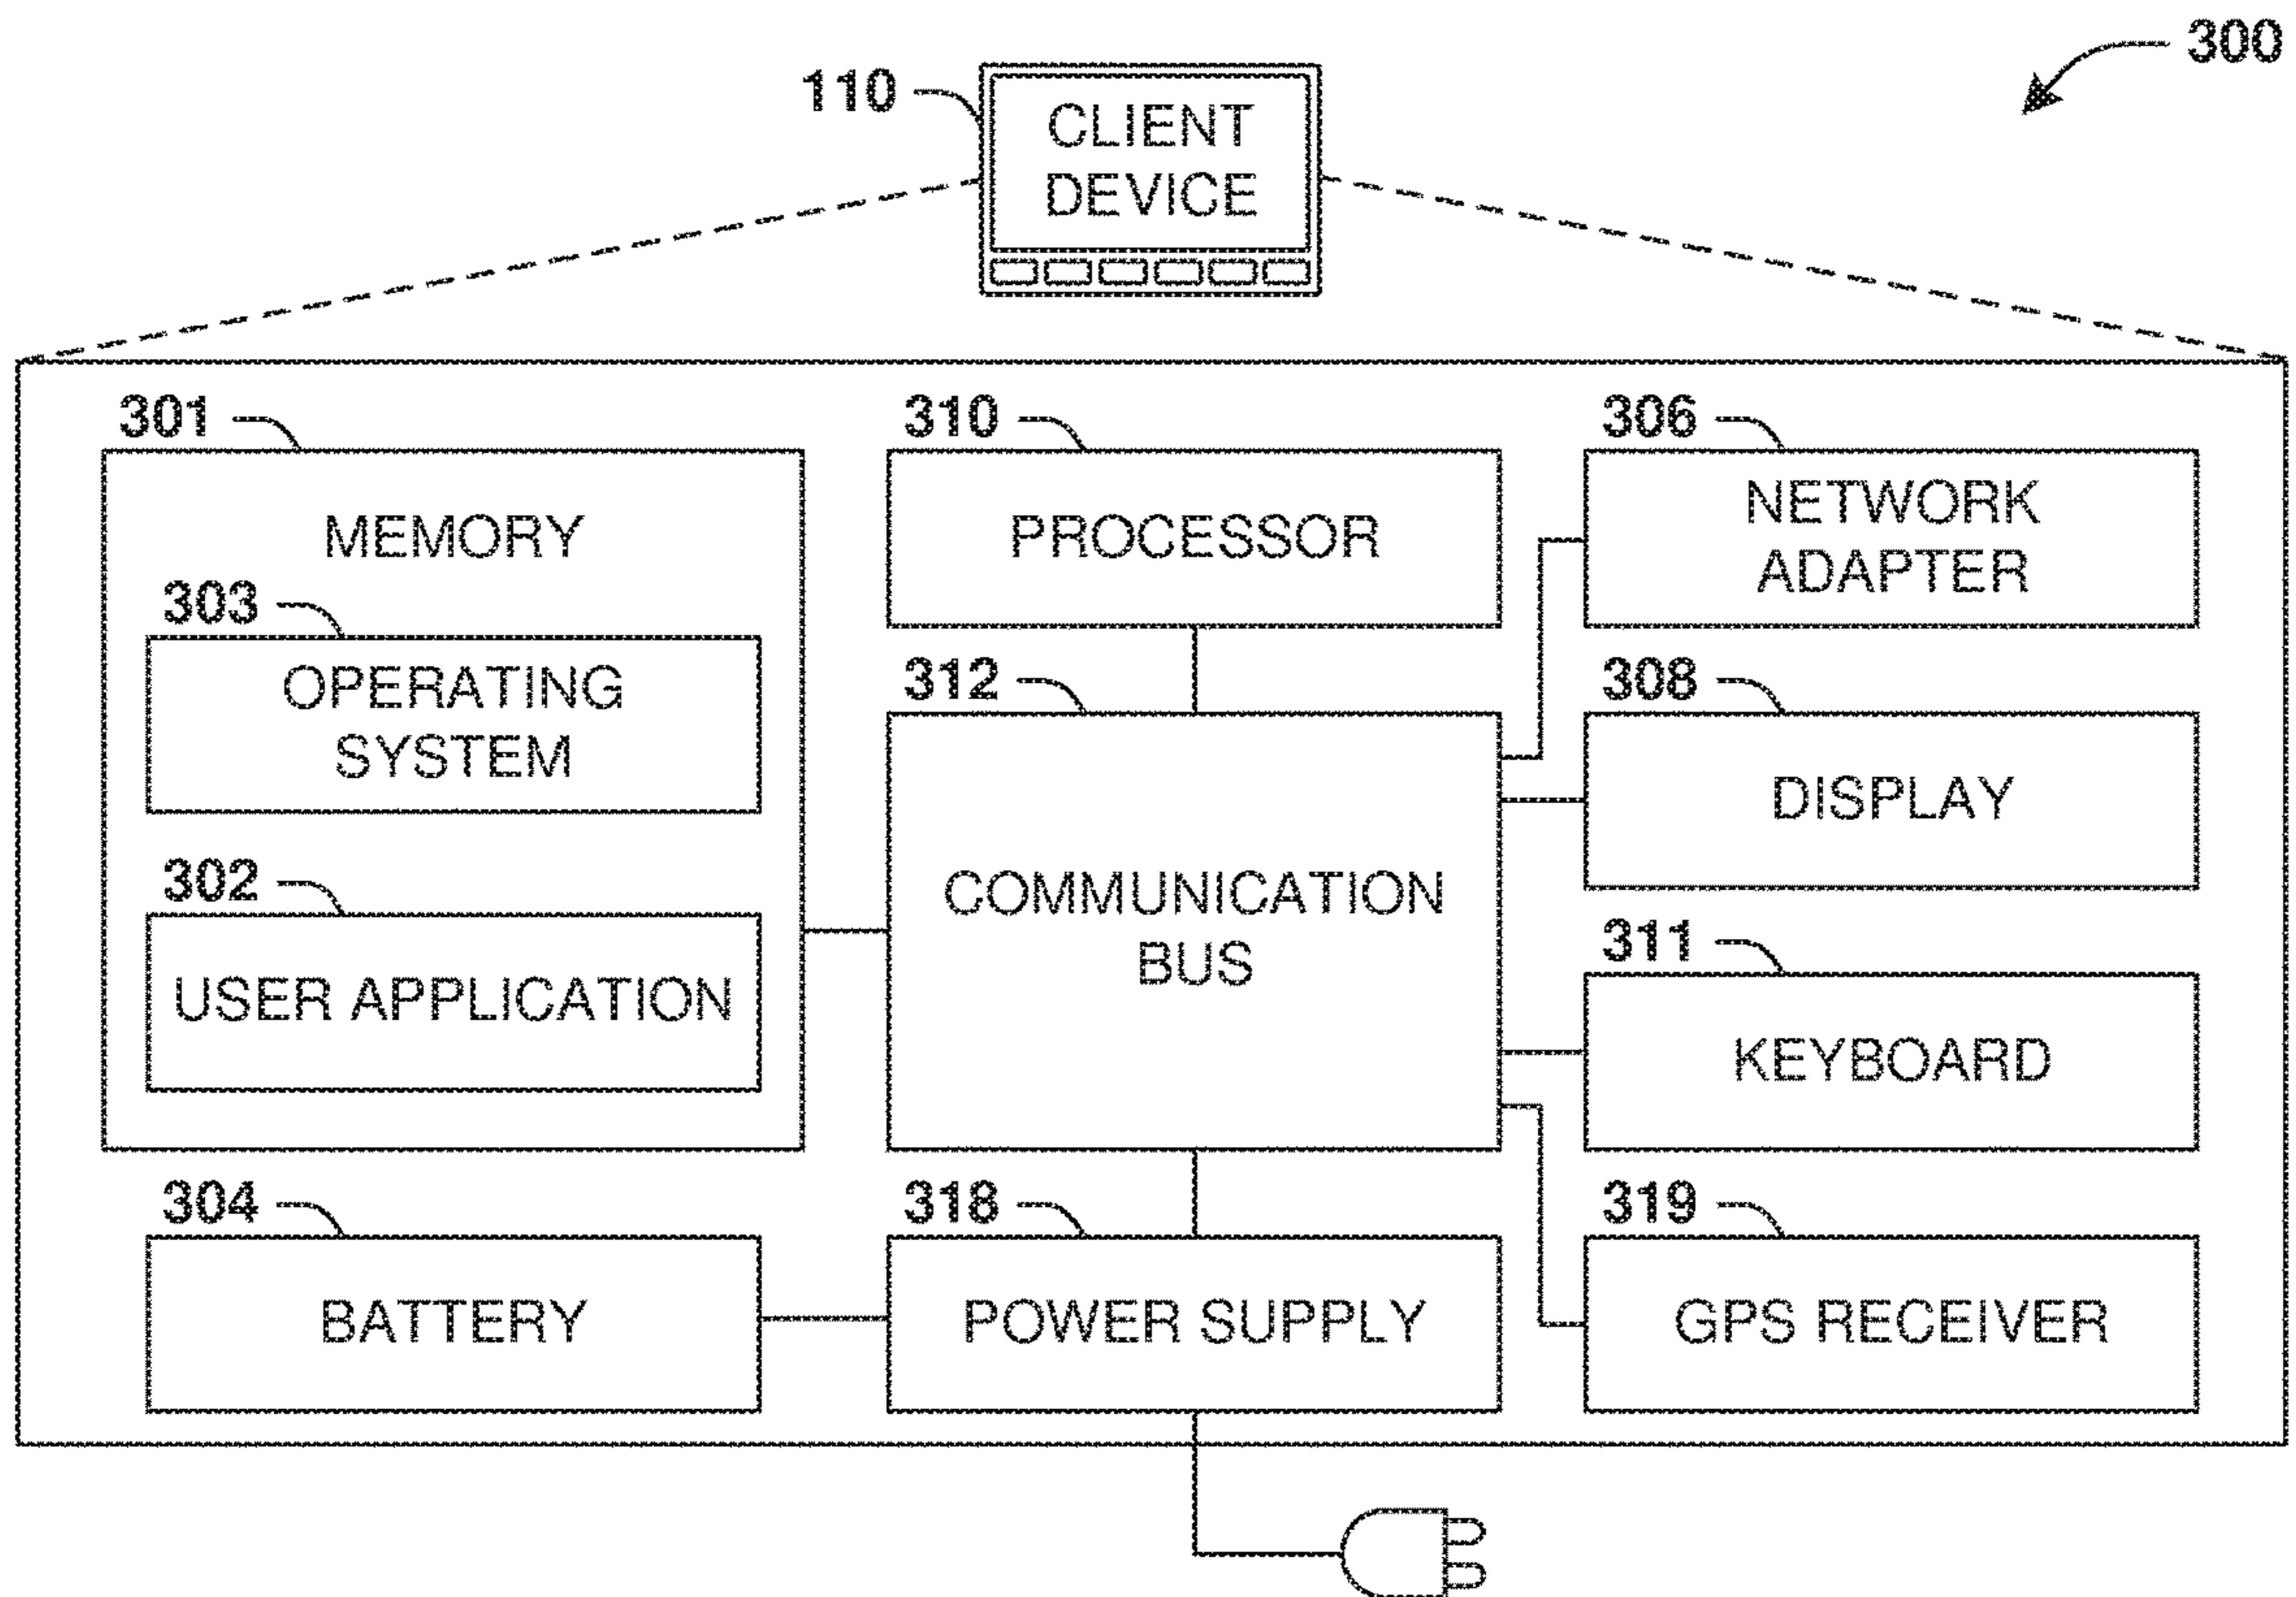 300
110
CLIENT
DEVICE
301
310
306
MEMORY
PROCESSOR
NETWORK
ADAPTER
303
OPERATING
SYSTEM
312
308
DISPLAY
302
USER APPLICATION
COMMUNICATION
BUS
311
KEYBOARD
304
318
319
BATTERY
POWER SUPPLY
GPS RECEIVER